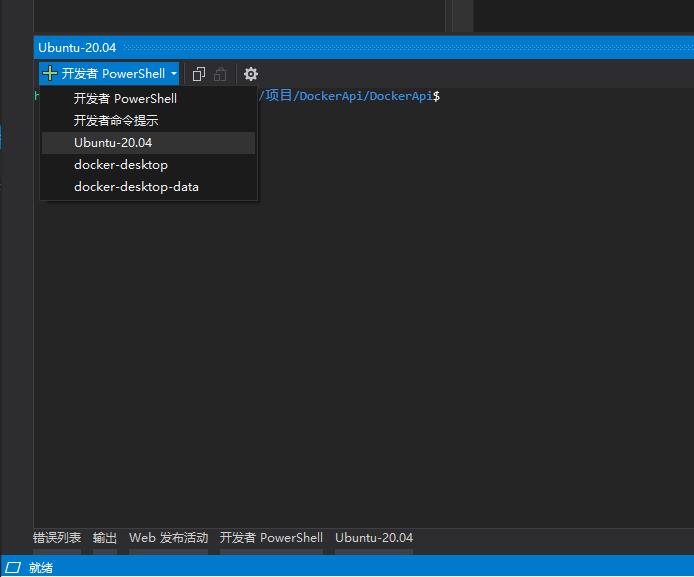 Ubuntu-20.04
开发者 PowerShell
/项目/DockerApi/DockerApi$
开发者 PowerShell
开发者命令提示
Ubuntu-20.04
docker-desktop
docker-desktop-data
错误列表 输出 Web 发布活动 开发者 PowerShell Ubuntu-20.04
就绪